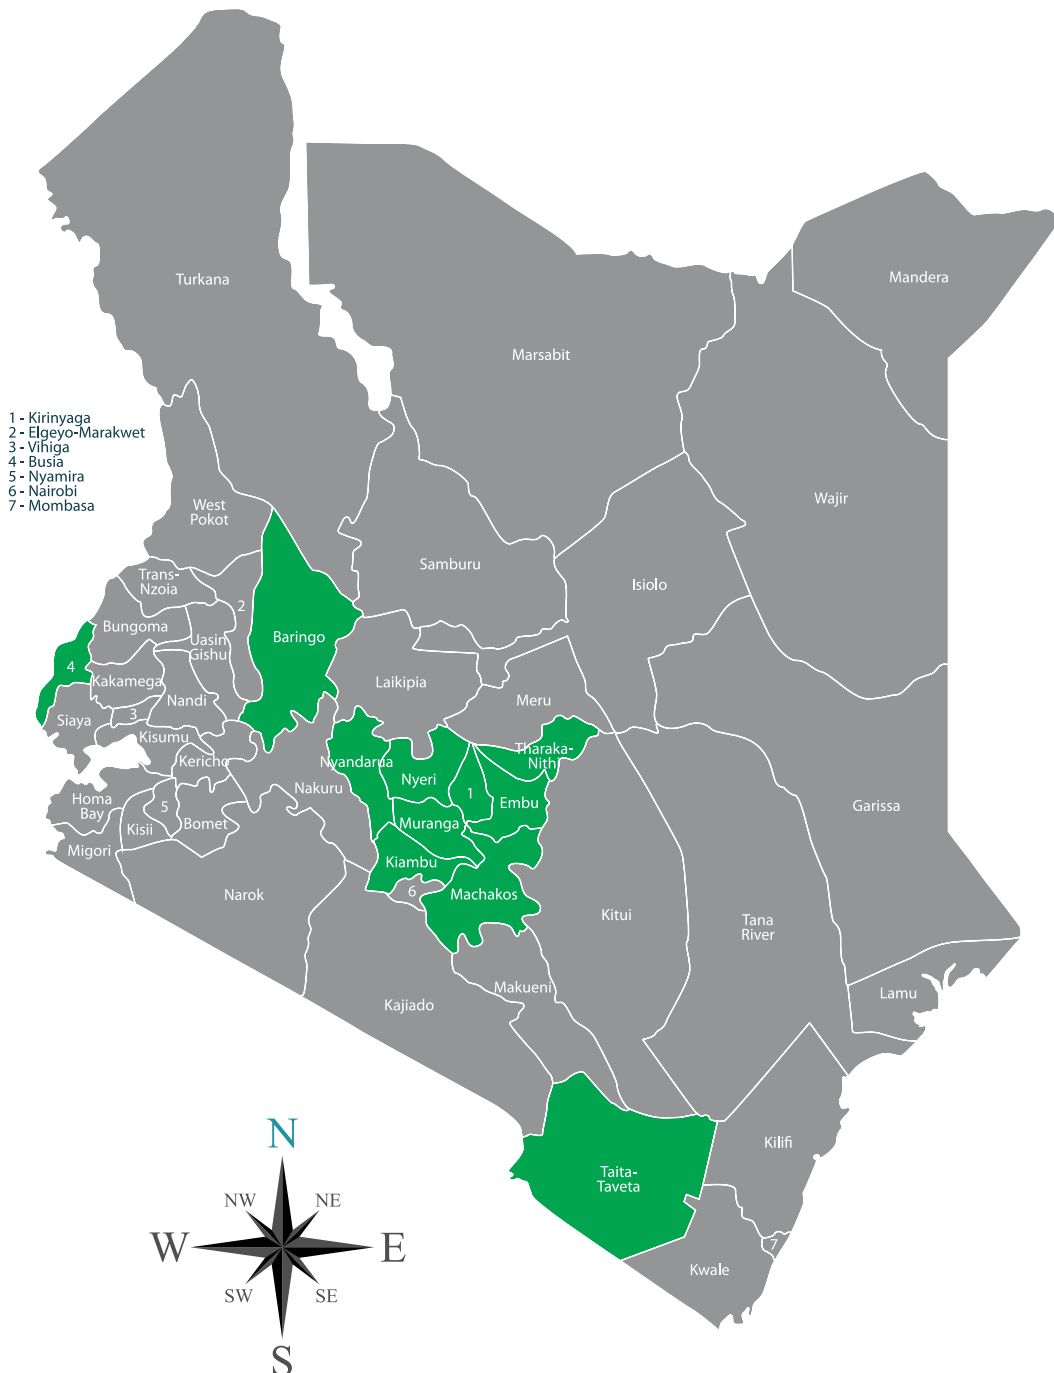 Turkana
Mandera
Marsabit
1 - Kirinyaga
2 - Elgeyo-Marakwet
3 - Vihiga
4 - Busia
5 - Nyamira
6 - Nairobi
7 - Mombasa
West
Pokot
Wajir
Samburu
Isiolo
Trans-
Nzoia
2
Bungoma
Uasin
Gishu
Baringo
4
Kakamega
Laikipia
Nandi
Meru
Siaya
3
Kisumu
Tharaka-
Nithi
Kericho
Nyandarua
Nyeri
Nakuru
1
Embu
Garissa
Homa
Bay
5
Kisii
Bomet
Muranga
Migori
Kiambu
Narok
6
Machakos
Kitui
Tana
River
Makueni
Lamu
Kajiado
Kilifi
Taita-
Taveta
7
Kwale
N
NW
NE
W
E
SW
SE
S